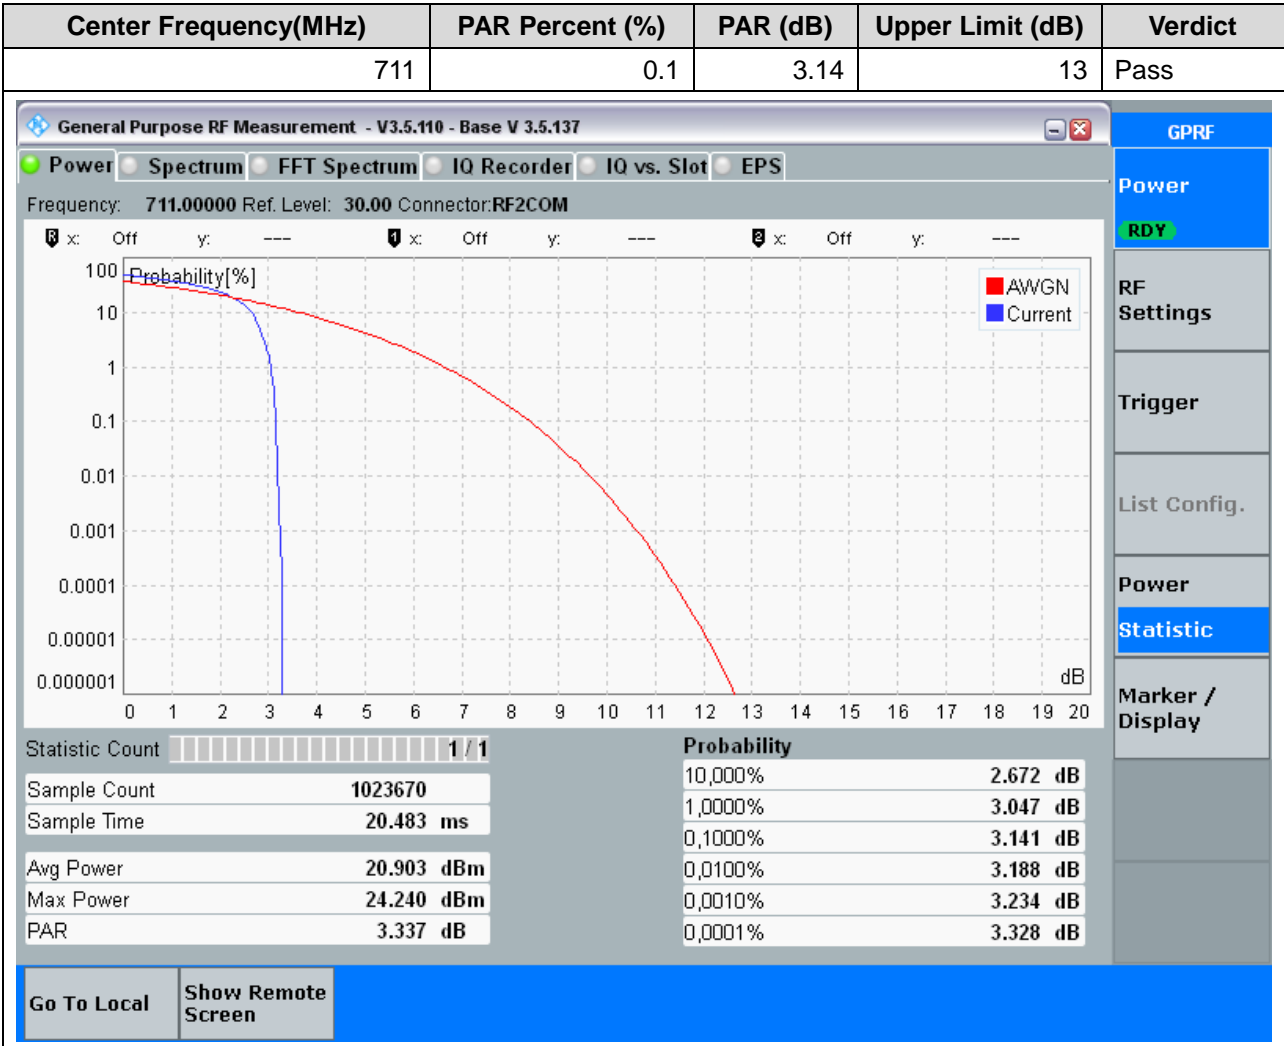 Center Frequency(MHz) PAR Percent (%) PAR (dB) Upper Limit (dB) Verdict
711 0.1 3.14 13 Pass
General Purpose RF Measurement - V3.5.110 - Base V 3.5.137
GPRF
Power Spectrum FFT Spectrum IQ Recorder IQ vs. Slot EPS
Frequency: 711.00000 Ref. Level: 30.00 Connector:RF2COM
R x: Off y: --- 1 x: Off y: --- 2 x: Off y: ---
Probability[%]
AWGN
Current
100
10
1
0.1
0.01
0.001
0.0001
0.00001
0.000001
dB
0 1 2 3 4 5 6 7 8 9 10 11 12 13 14 15 16 17 18 19 20
Statistic Count 1 / 1
Sample Count 1023670
Sample Time 20.483 ms
Avg Power 20.903 dBm
Max Power 24.240 dBm
PAR 3.337 dB
Probability
10,000% 2.672 dB
1,0000% 3.047 dB
0,1000% 3.141 dB
0,0100% 3.188 dB
0,0010% 3.234 dB
0,0001% 3.328 dB
Power
RDY
RF
Settings
Trigger
List Config.
Power
Statistic
Marker /
Display
Go To Local
Show Remote
Screen